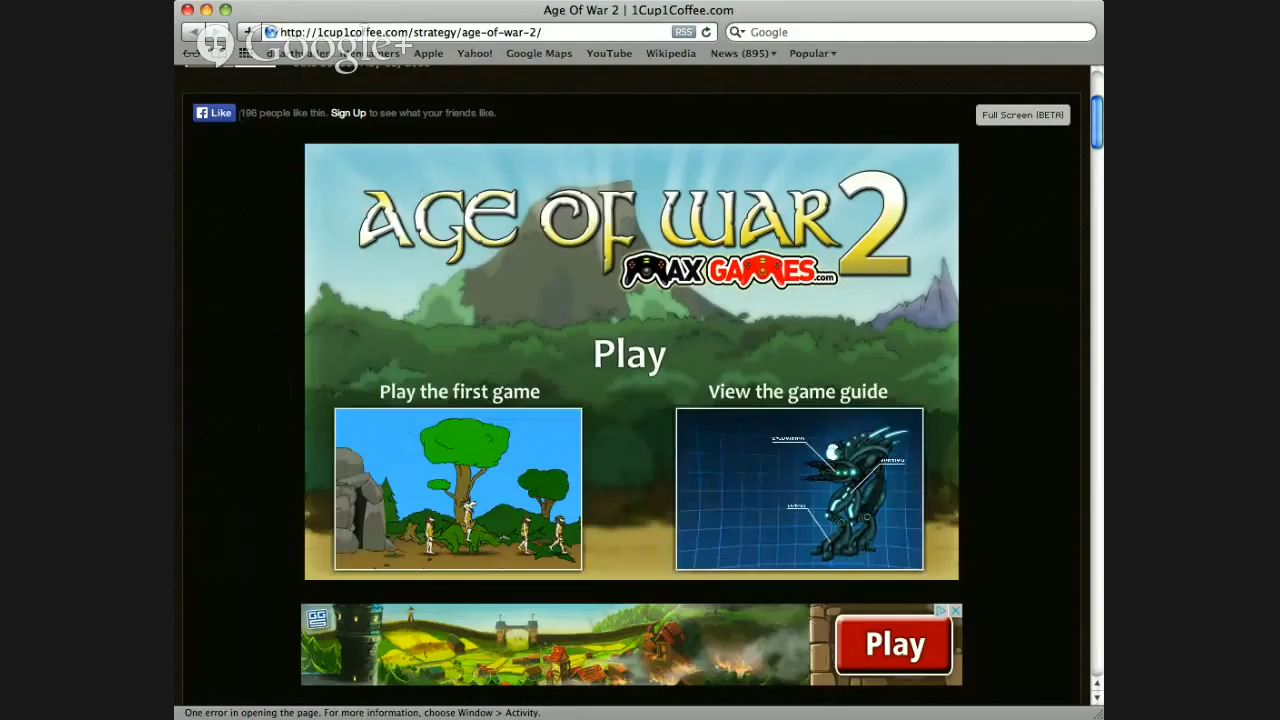 Age Of War 2 | 1Cup1Coffee.com
http://1cup1coffee.com/strategy/age-of-war-2/
RSS
Google
Google+
Apple
Yahoo!
Google Maps
YouTube
Wikipedia
News (895)
Popular
Like
196 people like this. Sign Up to see what your friends like.
Full Screen (BETA)
AGE OF WAR 2
MAX GAMES.com
Play
Play the first game
View the game guide
Play
One error in opening the page. For more information, choose Window > Activity.